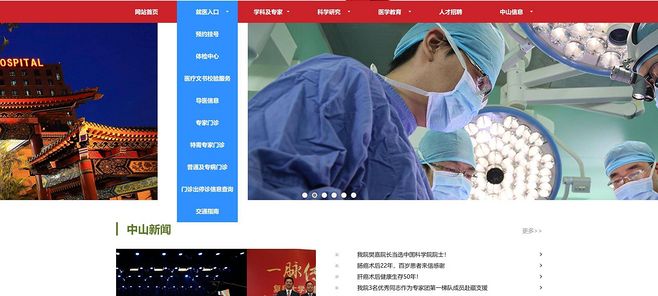 网站首页 就医入口 学科及专家 科学研究 医学教育 人才招聘 中山信息
预约挂号
体检中心
医疗文书校验服务
导医信息
专家门诊
特需专家门诊
普通及专病门诊
门诊出停诊信息查询
交通指南
HOSPITAL
中山新闻
更多>>
我院樊嘉院长当选中国科学院院士！
肠癌术后22年，百岁患者来信感谢
肝癌术后健康生存50年！
我院3名优秀同志作为专家团第一梯队成员赴疆支援
一脉